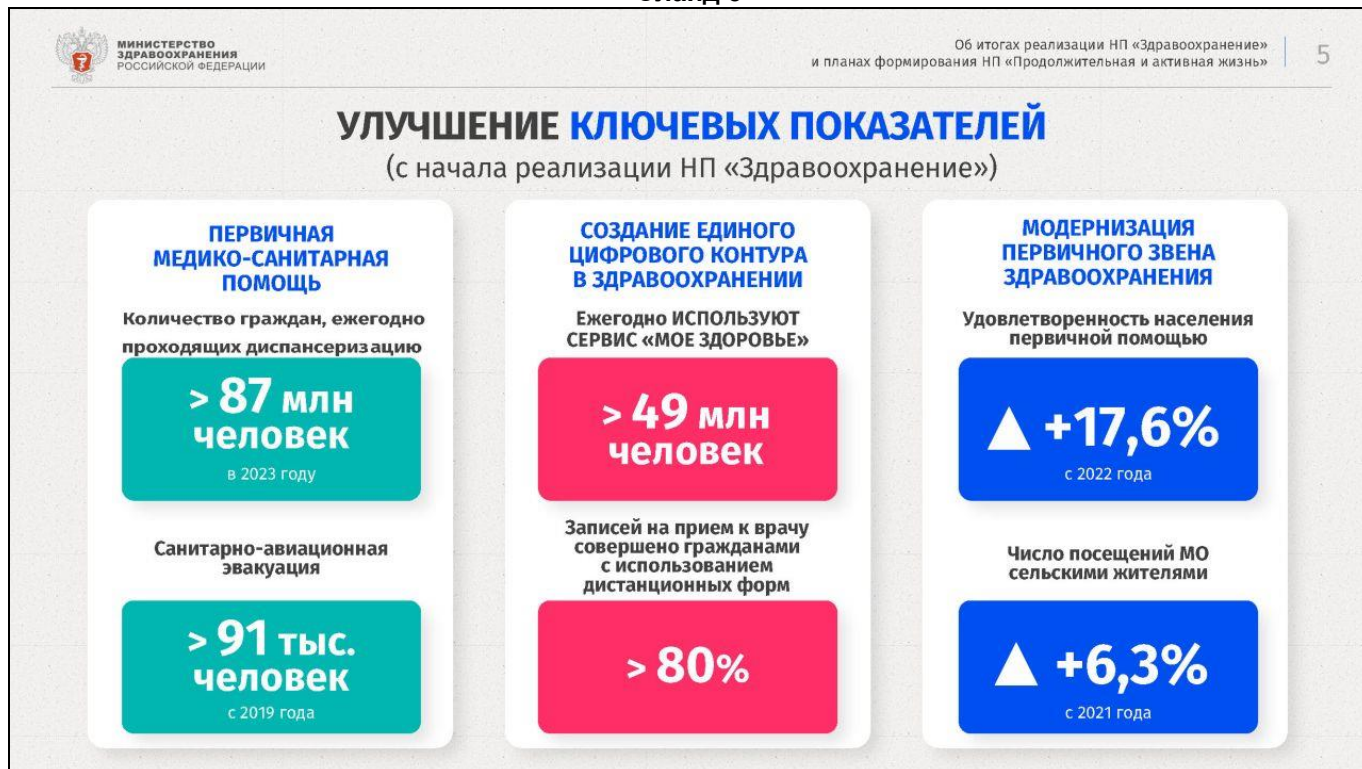 МИНИСТЕРСТВО
ЗДРАВООХРАНЕНИЯ
РОССИЙСКОЙ ФЕДЕРАЦИИ
Об итогах реализации НП «Здравоохранение»
и планах формирования НП «Продолжительная и активная жизнь»
5
УЛУЧШЕНИЕ КЛЮЧЕВЫХ ПОКАЗАТЕЛЕЙ
(с начала реализации НП «Здравоохранение»)
ПЕРВИЧНАЯ
МЕДИКО-САНИТАРНАЯ
ПОМОЩЬ
Количество граждан, ежегодно
проходящих диспансеризацию
> 87 млн
человек
в 2023 году
Санитарно-авиационная
эвакуация
> 91 тыс.
человек
с 2019 года
СОЗДАНИЕ ЕДИНОГО
ЦИФРОВОГО КОНТУРА
В ЗДРАВООХРАНЕНИИ
Ежегодно ИСПОЛЬЗУЮТ
СЕРВИС «МОЕ ЗДОРОВЬЕ»
> 49 млн
человек
Записей на прием к врачу
совершено гражданами
с использованием
дистанционных форм
> 80%
МОДЕРНИЗАЦИЯ
ПЕРВИЧНОГО ЗВЕНА
ЗДРАВООХРАНЕНИЯ
Удовлетворенность населения
первичной помощью
▲ +17,6%
с 2022 года
Число посещений МО
сельскими жителями
▲ +6,3%
с 2021 года